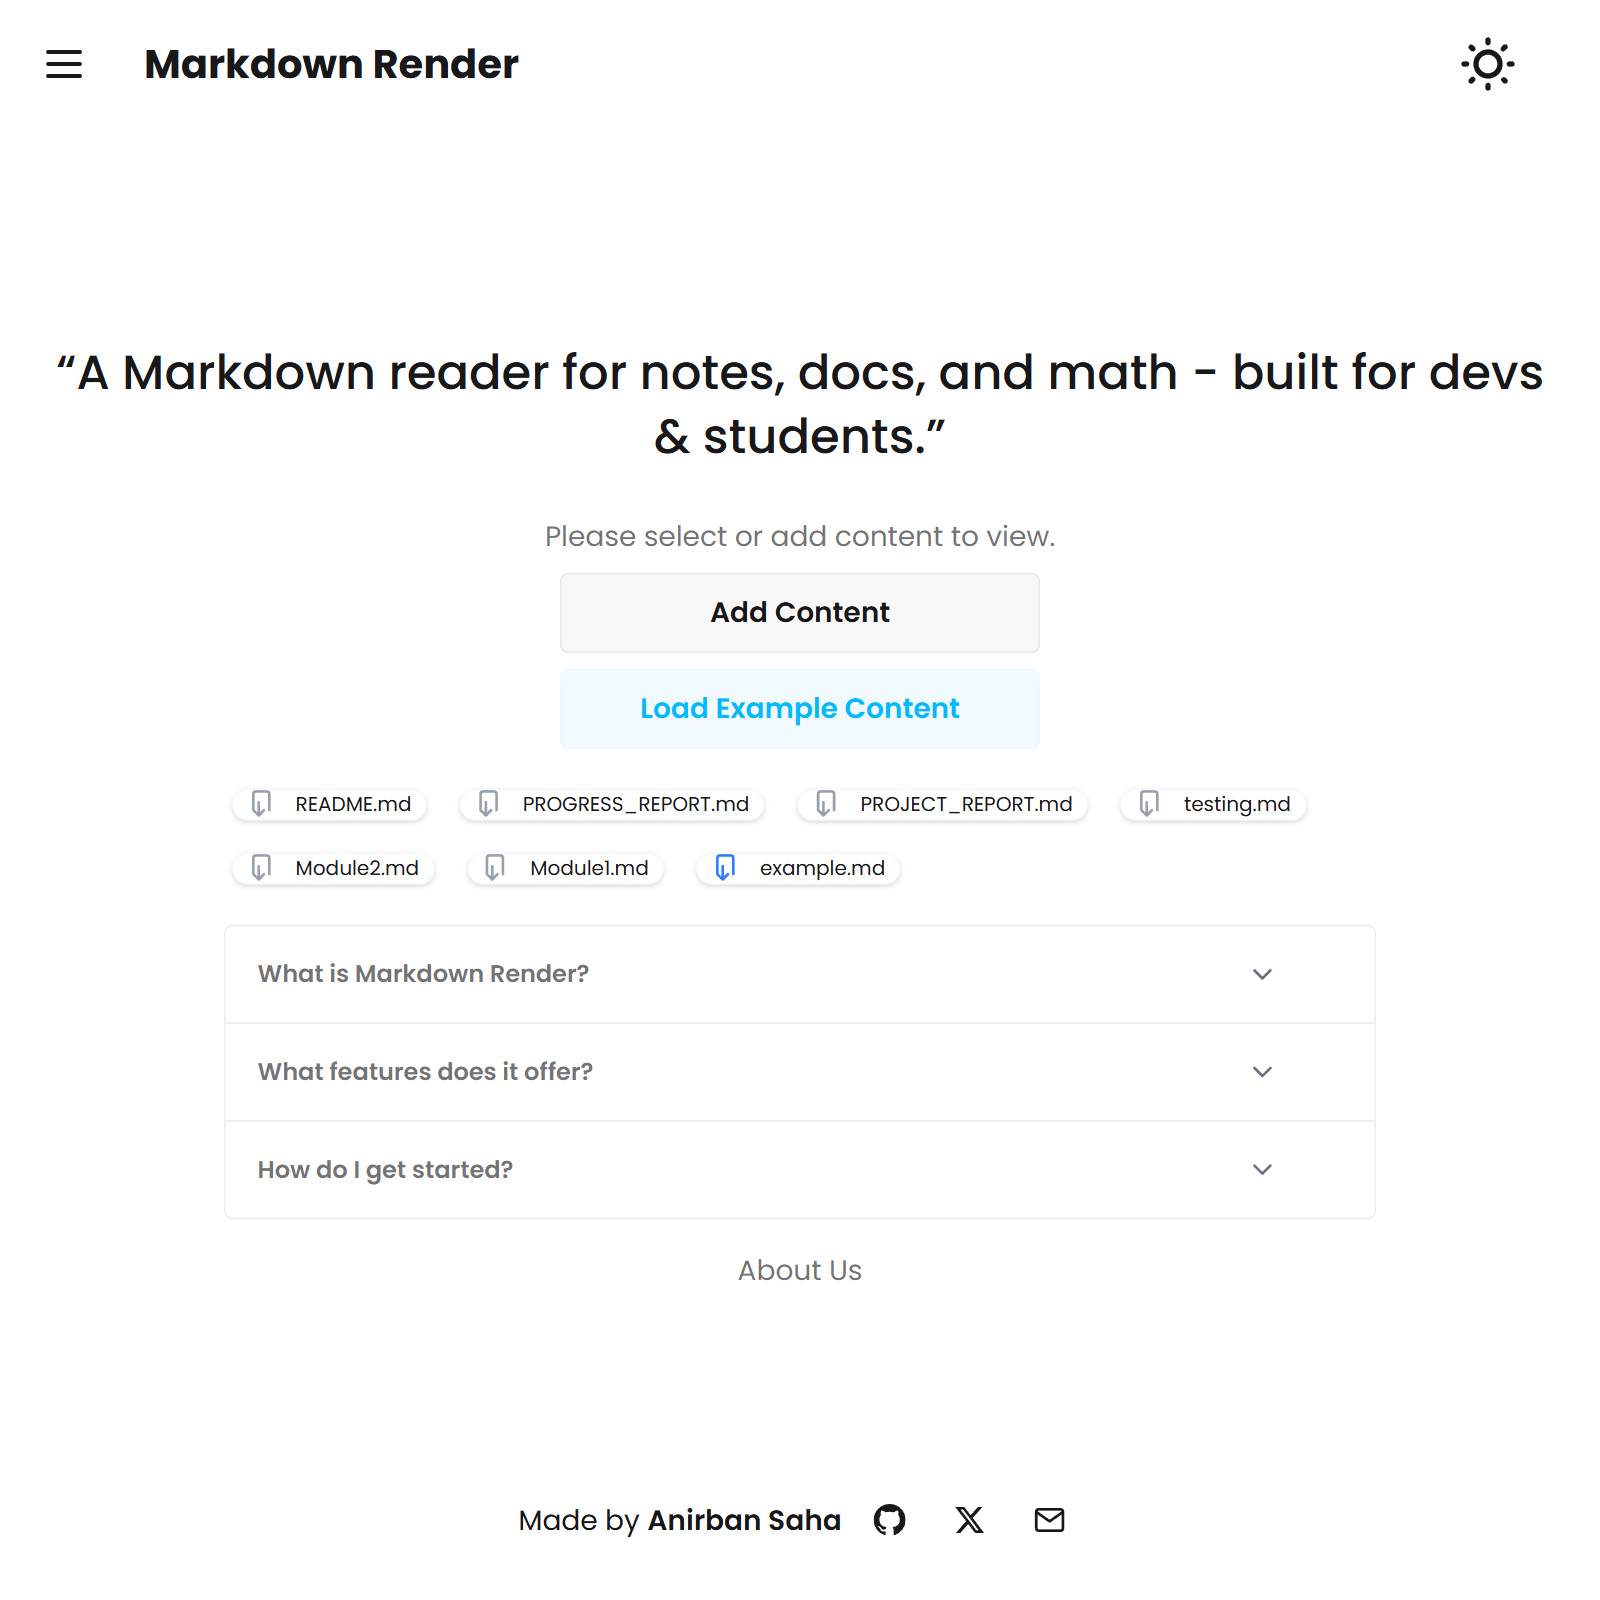 Markdown Render
“A Markdown reader for notes, docs, and math - built for devs
& students.”
Please select or add content to view.
Add Content
Load Example Content
README.md PROGRESS_REPORT.md PROJECT_REPORT.md testing.md
Module2.md Module1.md example.md
What is Markdown Render?
What features does it offer?
How do I get started?
About Us
Made by Anirban Saha